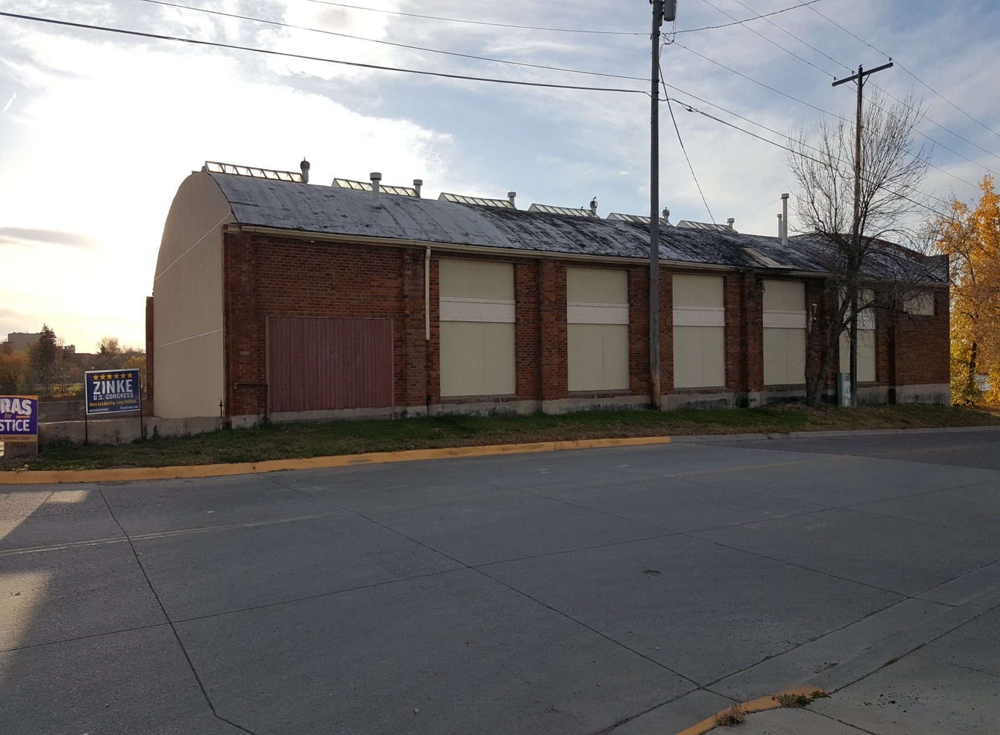 RAS
for
STICE
a Supreme Court
ZINKE
U.S. CONGRESS
More Leadership. Less Politics.
RyanZinke.com